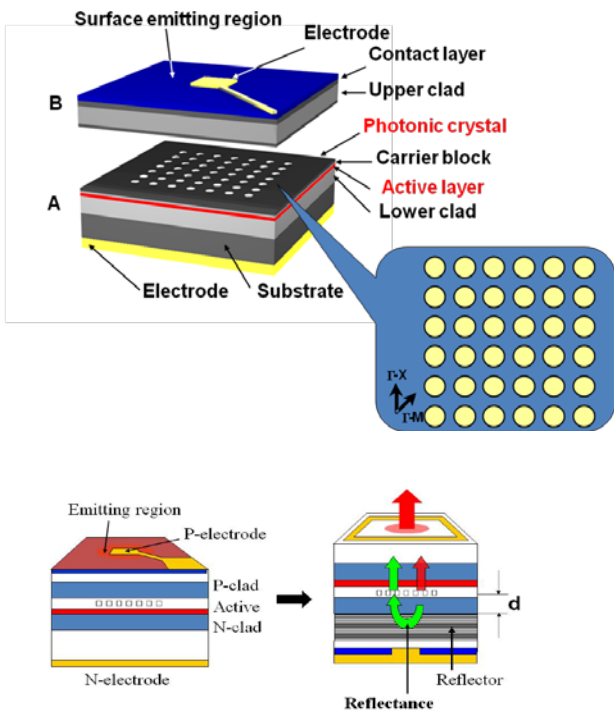 Surface emitting region
Electrode
Contact layer
B
Upper clad
Photonic crystal
Carrier block
Active layer
A
Lower clad
Electrode
Substrate
Γ-X
Γ-M
Emitting region
P-electrode
P-clad
Active
N-clad
N-electrode
d
Reflector
Reflectance